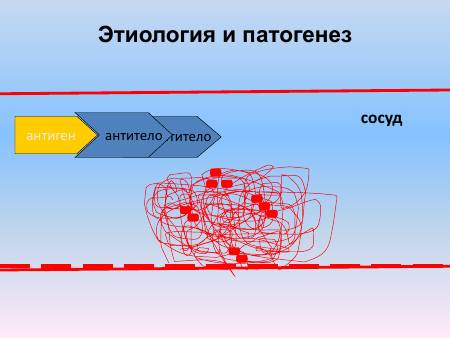 Этиология и патогенез
сосуд
антиген
антитело
титело